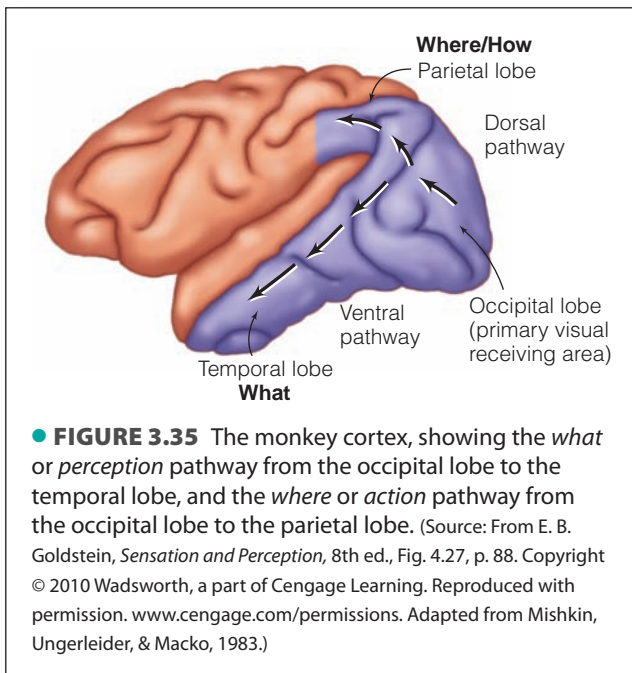 Where/How
Parietal lobe
Dorsal
pathway
Occipital lobe
(primary visual
receiving area)
Ventral
pathway
Temporal lobe
What
● FIGURE 3.35 The monkey cortex, showing the what
or perception pathway from the occipital lobe to the
temporal lobe, and the where or action pathway from
the occipital lobe to the parietal lobe. (Source: From E. B.
Goldstein, Sensation and Perception, 8th ed., Fig. 4.27, p. 88. Copyright
© 2010 Wadsworth, a part of Cengage Learning. Reproduced with
permission. www.cengage.com/permissions. Adapted from Mishkin,
Ungerleider, & Macko, 1983.)